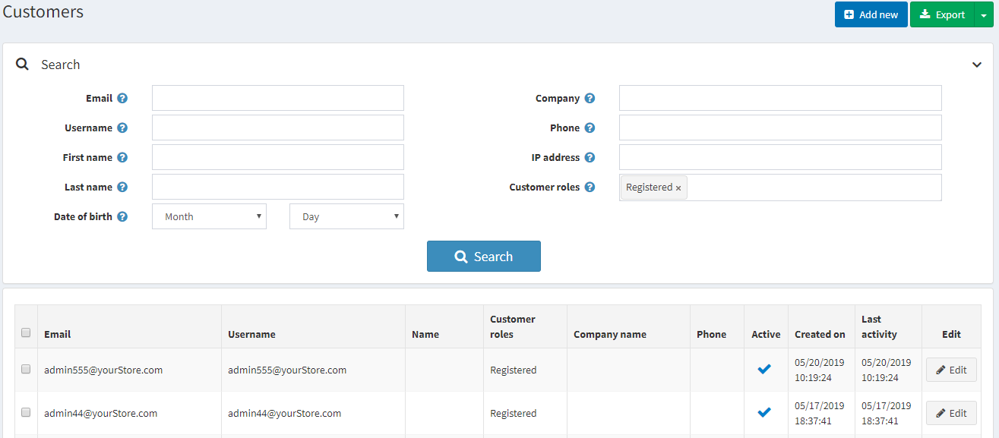 Customers
Add new
Export
Search
Email
Company
Username
Phone
First name
IP address
Last name
Customer roles
Registered ×
Date of birth
Month
Day
Search
Email
Username
Name
Customer
roles
Company name
Phone
Active
Created on
Last
activity
Edit
admin555@yourStore.com
admin555@yourStore.com
Registered
05/20/2019
10:19:24
05/20/2019
10:19:24
Edit
admin44@yourStore.com
admin44@yourStore.com
Registered
05/17/2019
18:37:41
05/17/2019
18:37:41
Edit